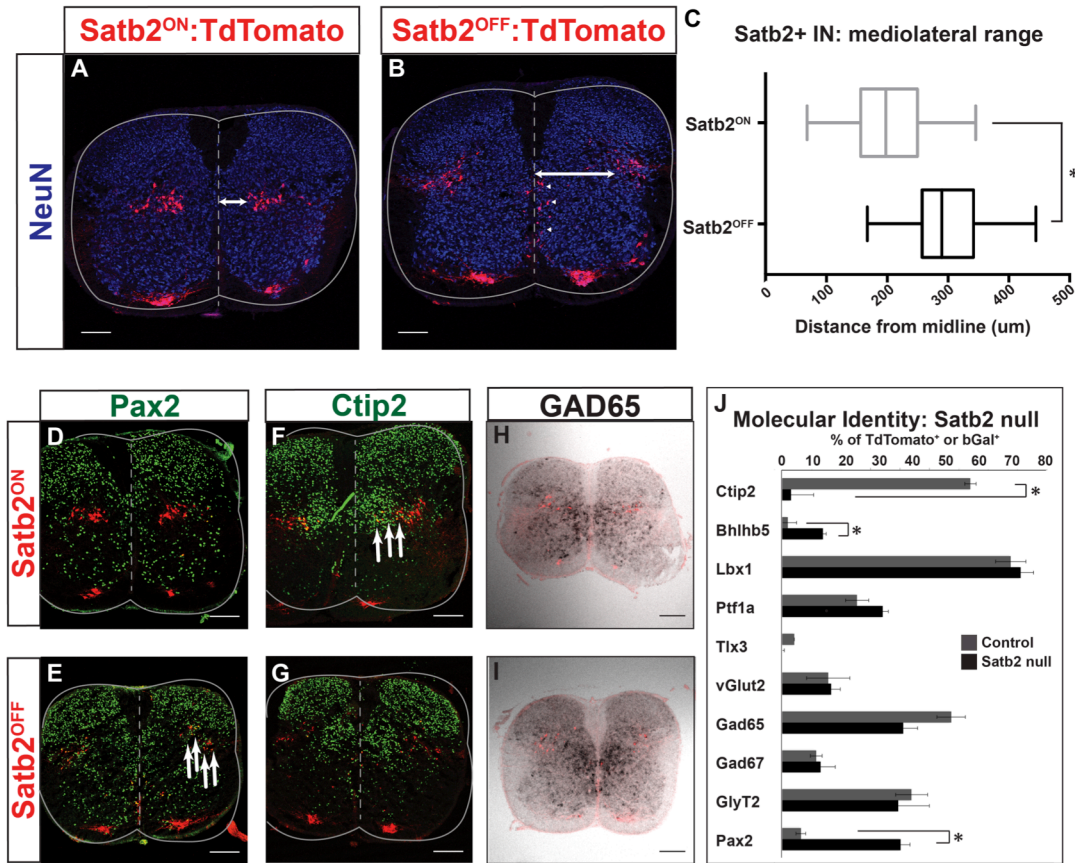 Satb2ON:TdTomato
Satb2OFF:TdTomato
NeuN
A
B
C
Satb2+ IN: mediolateral range
Satb2ON
Satb2OFF
*
0 100 200 300 400 500
Distance from midline (um)
Pax2
Ctip2
GAD65
Satb2ON
Satb2OFF
D
F
H
E
G
I
J
Molecular Identity: Satb2 null
% of TdTomato+ or bGal+
0 10 20 30 40 50 60 70 80
Ctip2
*
Bhlhb5
*
Lbx1
Ptf1a
Tlx3
Control
Satb2 null
vGlut2
Gad65
Gad67
GlyT2
Pax2
*